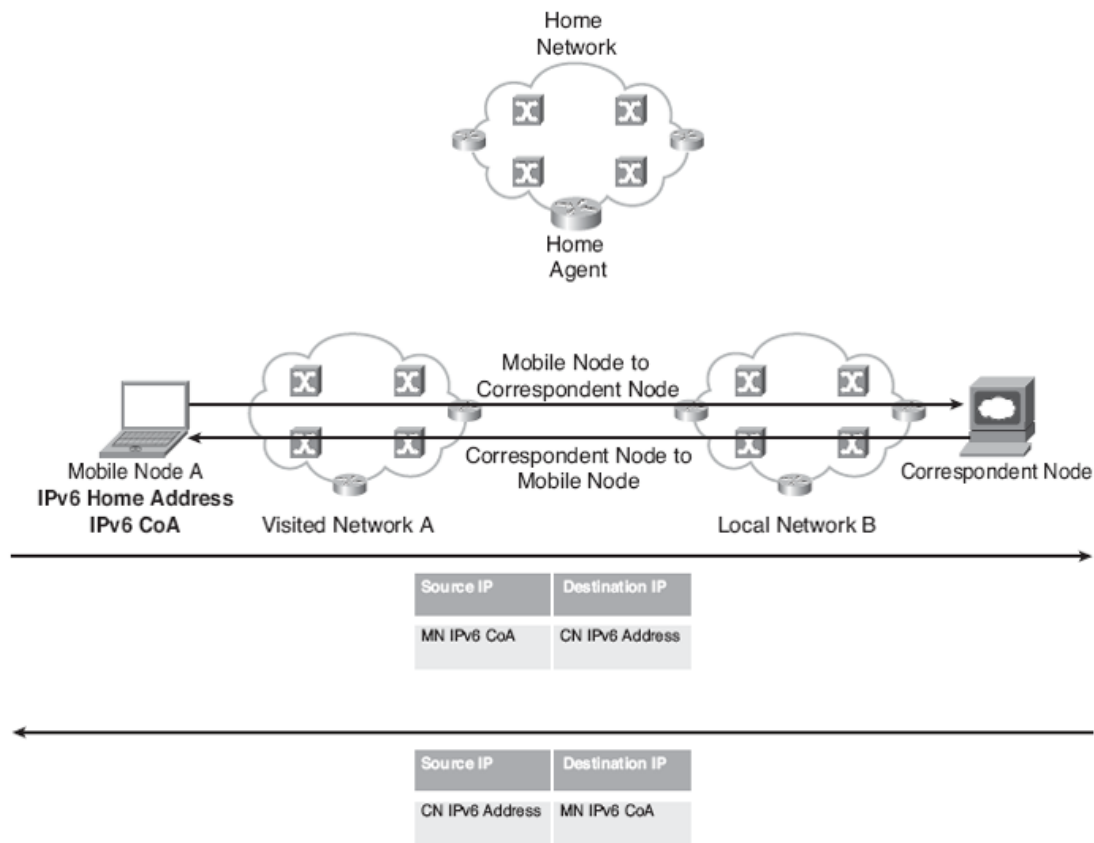 Home
Network
Home
Agent
Mobile Node to
Correspondent Node
Correspondent Node to
Mobile Node
Mobile Node A
IPv6 Home Address
IPv6 CoA
Correspondent Node
Visited Network A
Local Network B
Source IP Destination IP
MN IPv6 CoA CN IPv6 Address
Source IP Destination IP
CN IPv6 Address MN IPv6 CoA